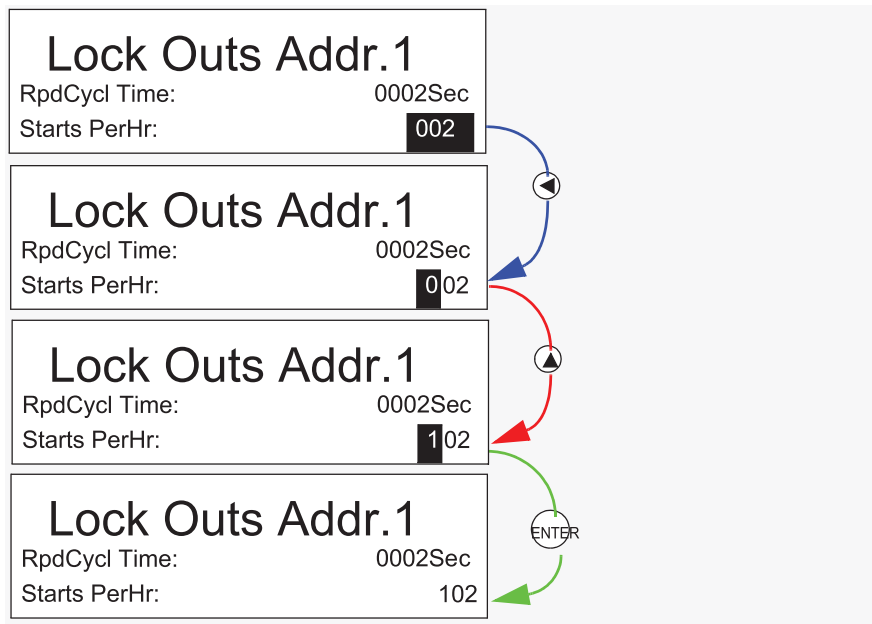 Lock Outs Addr.1
RpdCycl Time: 0002Sec
Starts PerHr: 002
Lock Outs Addr.1
RpdCycl Time: 0002Sec
Starts PerHr: 002
Lock Outs Addr.1
RpdCycl Time: 0002Sec
Starts PerHr: 102
ENTER
Lock Outs Addr.1
RpdCycl Time: 0002Sec
Starts PerHr: 102